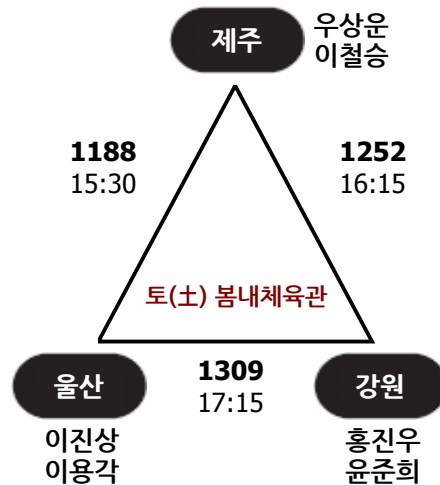 제주
우상운
이철승
1188
15:30
1252
16:15
토(土) 봄내체육관
울산
1309
17:15
강원
이진상
이용각
홍진우
윤준희